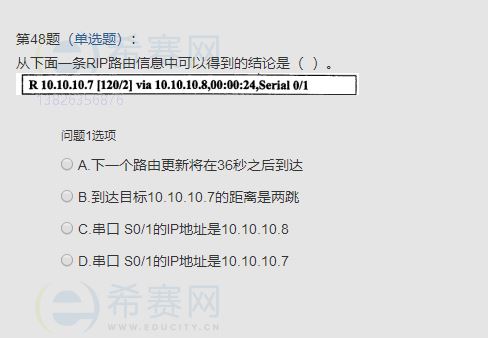 第48题（单选题）：
从下面一条RIP路由信息中可以得到的结论是（ ）。
R 10.10.10.7 [120/2] via 10.10.10.8,00:00:24,Serial 0/1
13826356876
问题1选项
A.下一个路由更新将在36秒之后到达
B.到达目标10.10.10.7的距离是两跳
C.串口 S0/1的IP地址是10.10.10.8
D.串口 S0/1的IP地址是10.10.10.7
希赛网
WWW.EDUCITY.CN